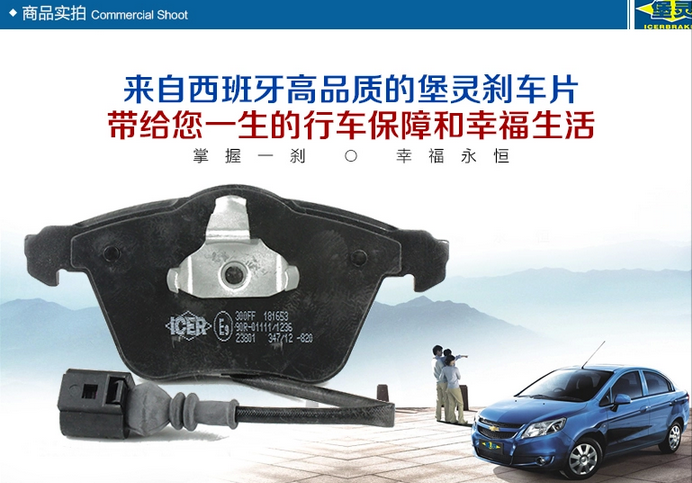 商品实拍 Commercial Shoot
堡灵
ICERBRAKE
来自西班牙高品质的堡灵刹车片
带给您一生的行车保障和幸福生活
掌握一刹 〇 幸福永恒
300FF 181653
ICER E9 90R-01111/1236
23801 347/12 -820